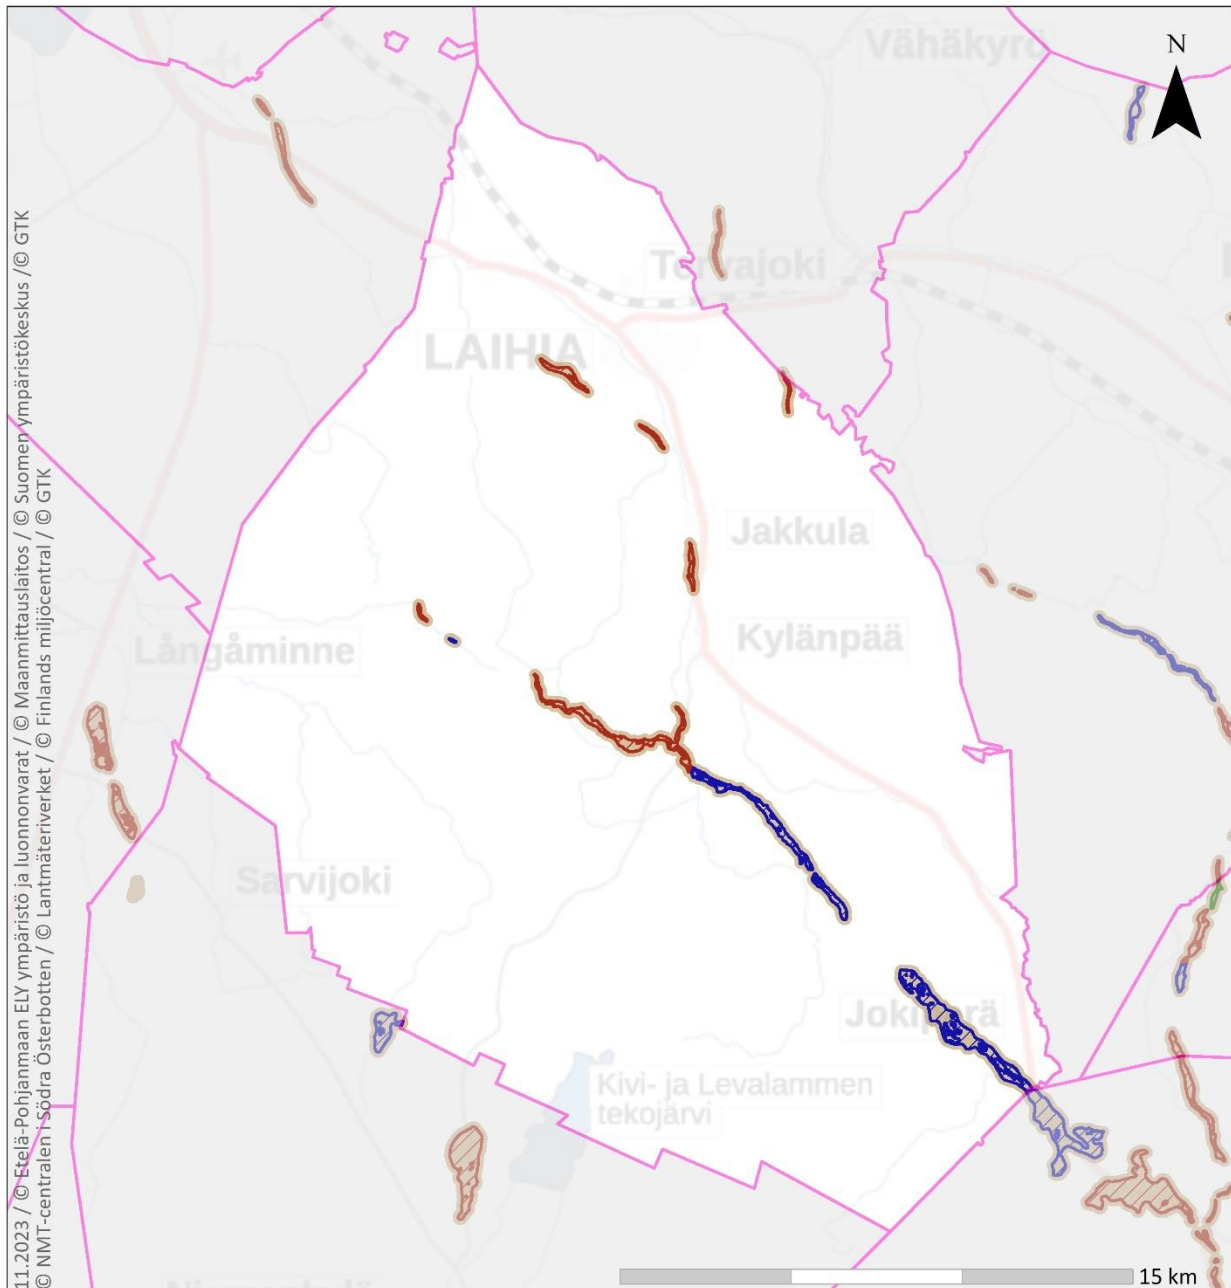 Vähäkyrö
N
Tervajoki
LAIHIA
Jakkula
Kylänpää
Långåminne
Sarvijoki
Jokiperä
Kivi- ja Levalammen
tekojärvi
15 km
11.2023 / © Etelä-Pohjanmaan ELY ympäristö ja luonnonvarat / © Maanmittauslaitos / © Suomen ympäristökeskus /© GTK
© NMT-centralen i Södra Österbotten / © Lantmäteriverket / © Finlands miljöcentral / © GTK